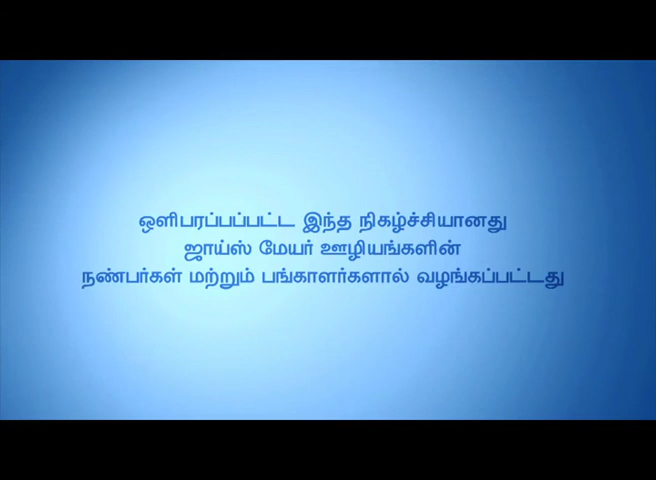 ஒளிபரப்பப்பட்ட இந்த நிகழ்ச்சியானது
ஜாய்ஸ் மேயர் ஊழியங்களின்
நண்பர்கள் மற்றும் பங்காளர்களால் வழங்கப்பட்டது